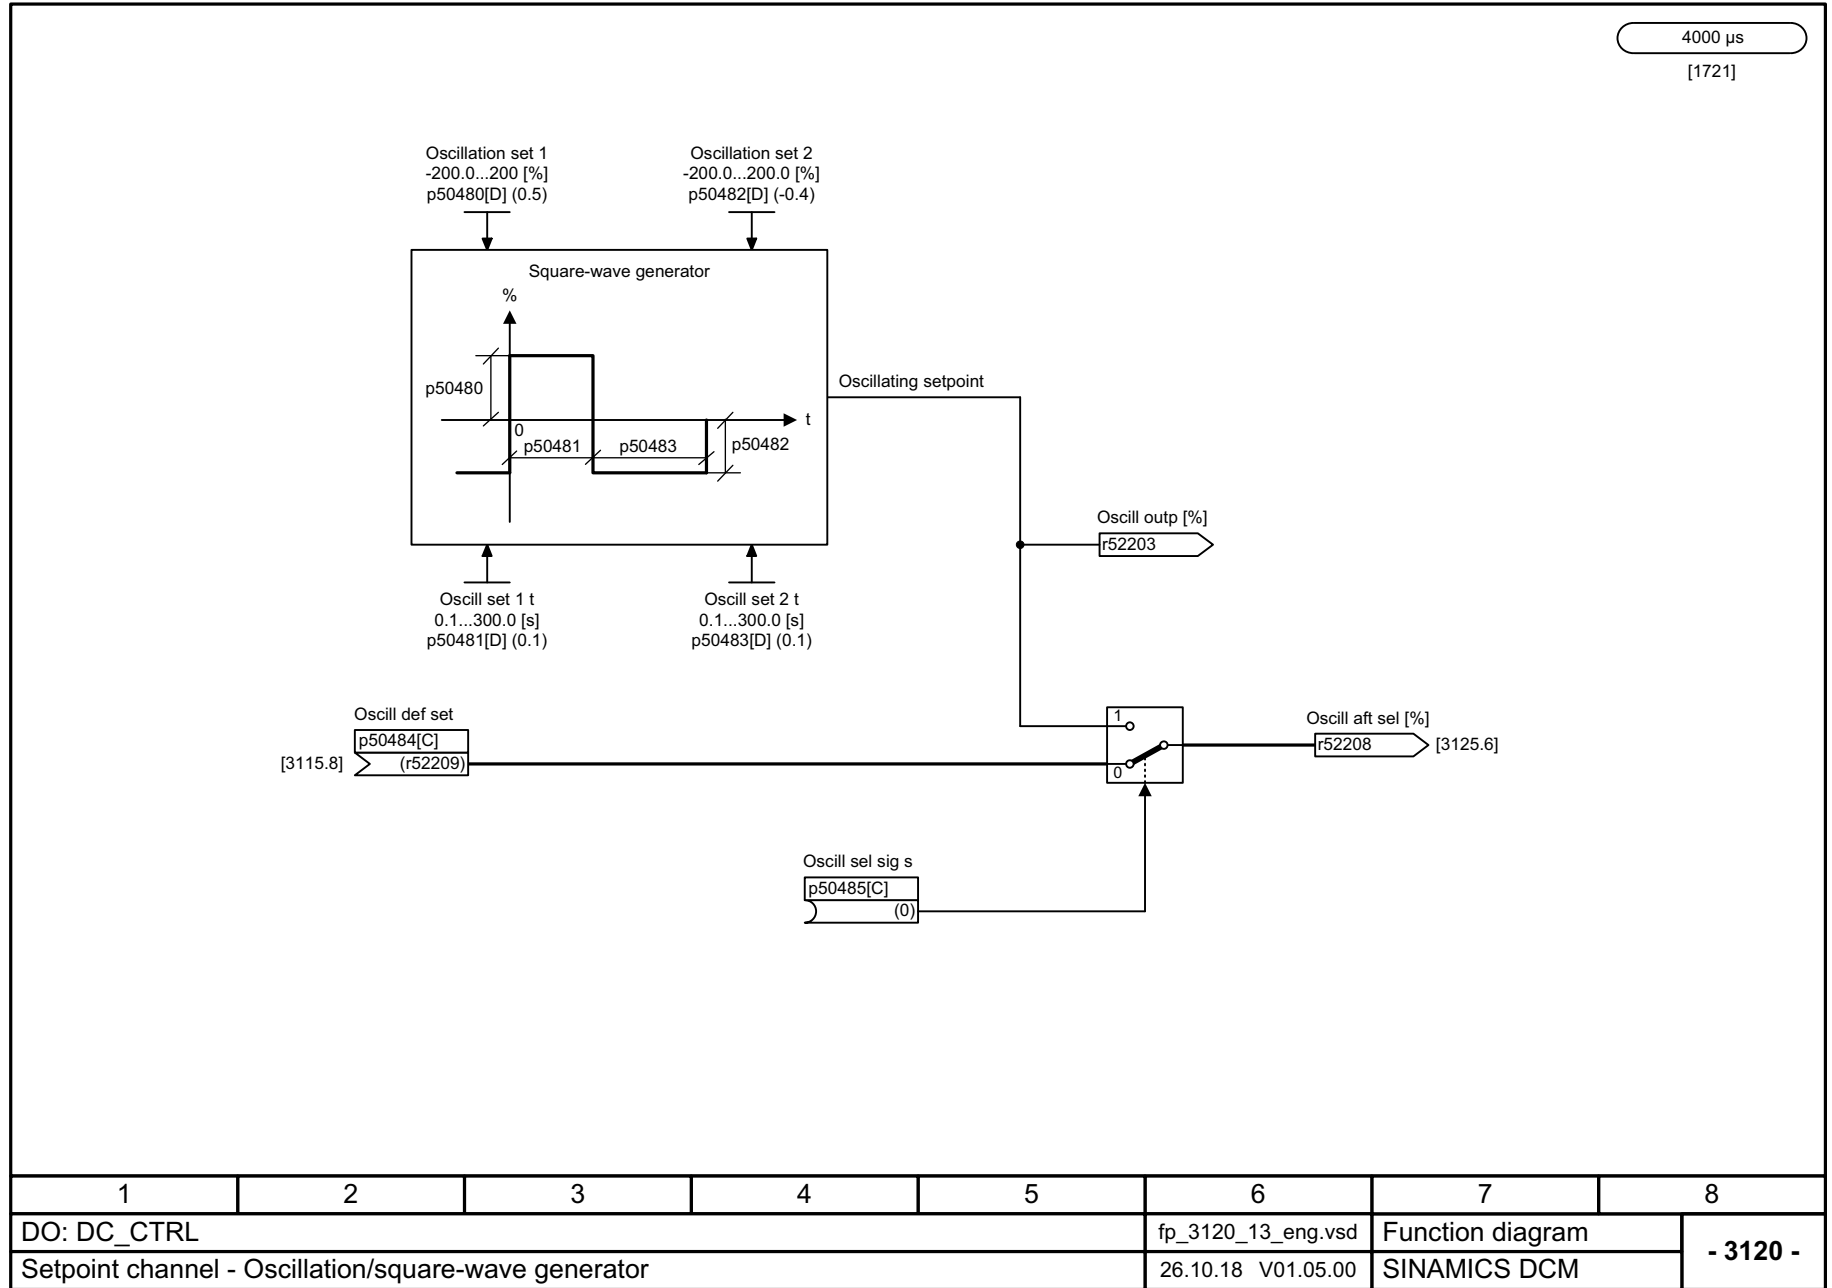 4000 µs
[1721]
Oscillation set 1
-200.0...200 [%]
p50480[D] (0.5)
Oscillation set 2
-200.0...200.0 [%]
p50482[D] (-0.4)
Square-wave generator
%
p50480
0
t
p50481
p50483
p50482
Oscillating setpoint
Oscill outp [%]
r52203
Oscill set 1 t
0.1...300.0 [s]
p50481[D] (0.1)
Oscill set 2 t
0.1...300.0 [s]
p50483[D] (0.1)
Oscill def set
p50484[C]
[3115.8]
(r52209)
1
0
Oscill aft sel [%]
r52208
[3125.6]
Oscill sel sig s
p50485[C]
(0)
1 2 3 4 5 6 7 8
DO: DC_CTRL
fp_3120_13_eng.vsd
Function diagram
- 3120 -
Setpoint channel - Oscillation/square-wave generator
26.10.18 V01.05.00
SINAMICS DCM